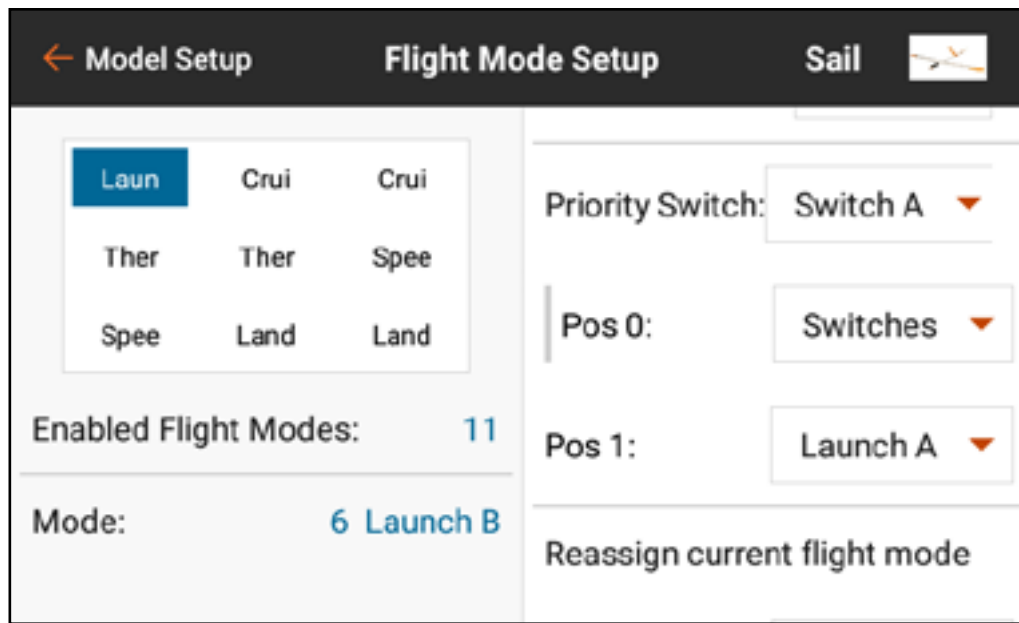 Model Setup
Flight Mode Setup
Sail
Laun Crui Crui
Ther Ther Spee
Spee Land Land
Enabled Flight Modes: 11
Mode: 6 Launch B
Priority Switch: Switch A
Pos 0: Switches
Pos 1: Launch A
Reassign current flight mode